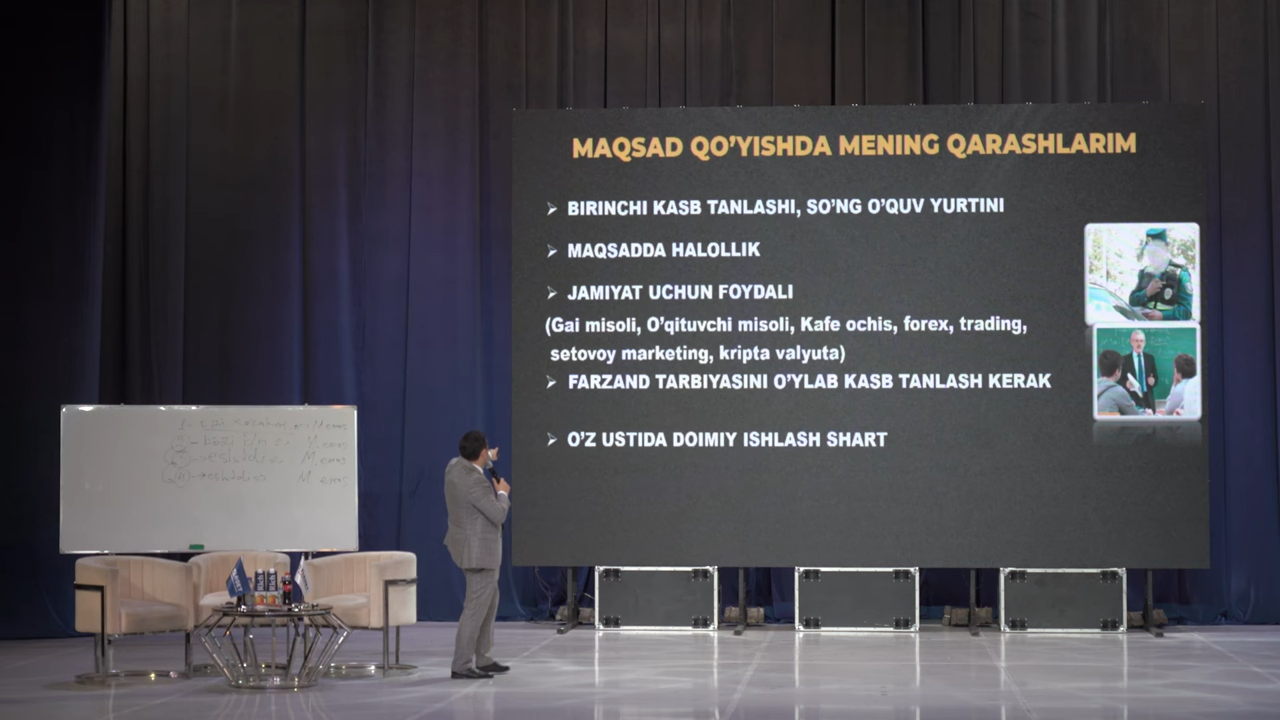 MAQSAD QO’YISHDA MENING QARASHLARIM
BIRINCHI KASB TANLASHI, SO’NG O’QUV YURTINI
MAQSADDA HALOLLIK
JAMIYAT UCHUN FOYDALI
(Gai misoli, O’qituvchi misoli, Kafe ochis, forex, trading,
setovoy marketing, kripta valyuta)
FARZAND TARBIYASINI O’YLAB KASB TANLASH KERAK
O’Z USTIDA DOIMIY ISHLASH SHART
Rich Rich